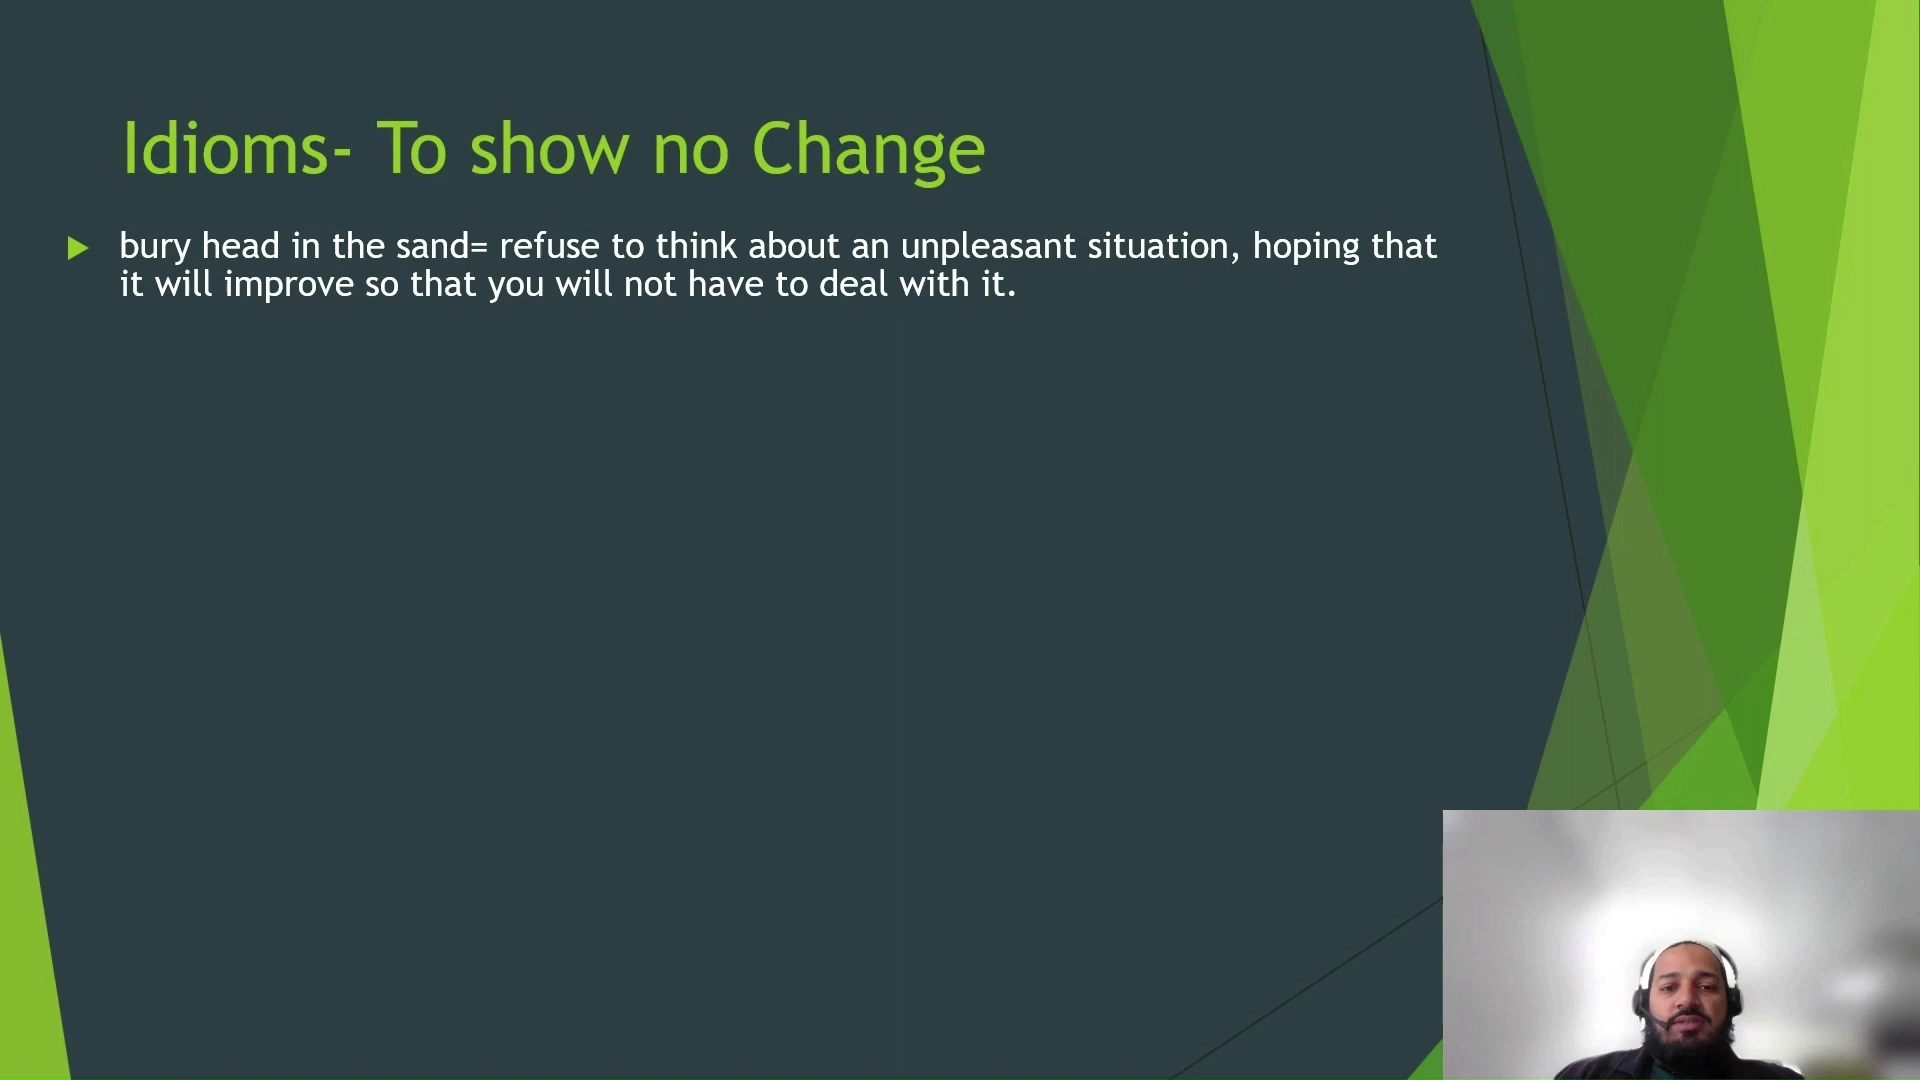 Idioms- To show no Change
bury head in the sand= refuse to think about an unpleasant situation, hoping that
it will improve so that you will not have to deal with it.